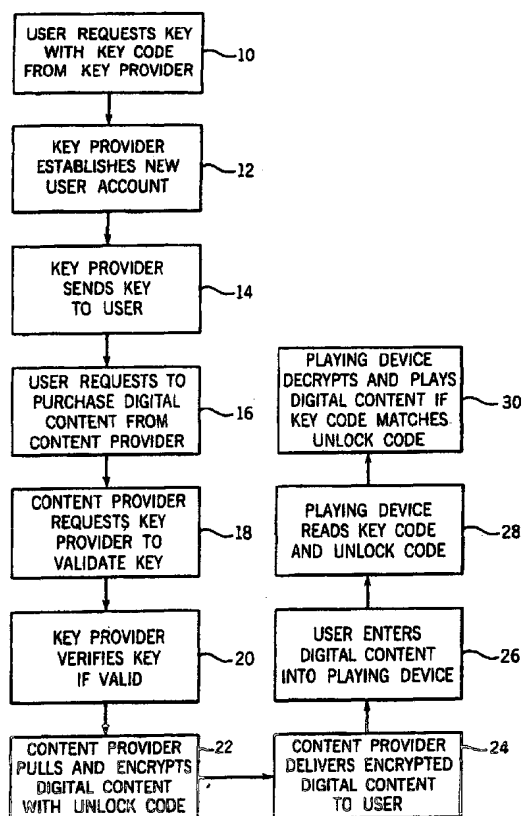 USER REQUESTS KEY
WITH KEY CODE
FROM KEY PROVIDER
10
KEY PROVIDER
ESTABLISHES NEW
USER ACCOUNT
12
KEY PROVIDER
SENDS KEY
TO USER
14
USER REQUESTS TO
PURCHASE DIGITAL
CONTENT FROM
CONTENT PROVIDER
16
CONTENT PROVIDER
REQUESTS KEY
PROVIDER TO
VALIDATE KEY
18
KEY PROVIDER
VERIFIES KEY
IF VALID
20
CONTENT PROVIDER
PULLS AND ENCRYPTS
DIGITAL CONTENT
WITH UNLOCK CODE
22
CONTENT PROVIDER
DELIVERS ENCRYPTED
DIGITAL CONTENT
TO USER
24
USER ENTERS
DIGITAL CONTENT
INTO PLAYING DEVICE
26
PLAYING DEVICE
READS KEY CODE
AND UNLOCK CODE
28
PLAYING DEVICE
DECRYPTS AND PLAYS
DIGITAL CONTENT IF
KEY CODE MATCHES
UNLOCK CODE
30